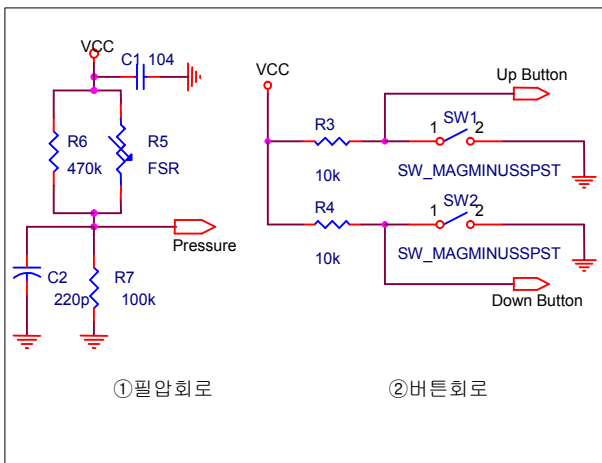 VCC
C1 104
R6
470k
R5
FSR
Pressure
C2
220p
R7
100k
①필압회로
VCC
Up Button
R3
10k
SW1
1 2
SW_MAGMINUSSPST
R4
10k
SW2
1 2
SW_MAGMINUSSPST
Down Button
②버튼회로